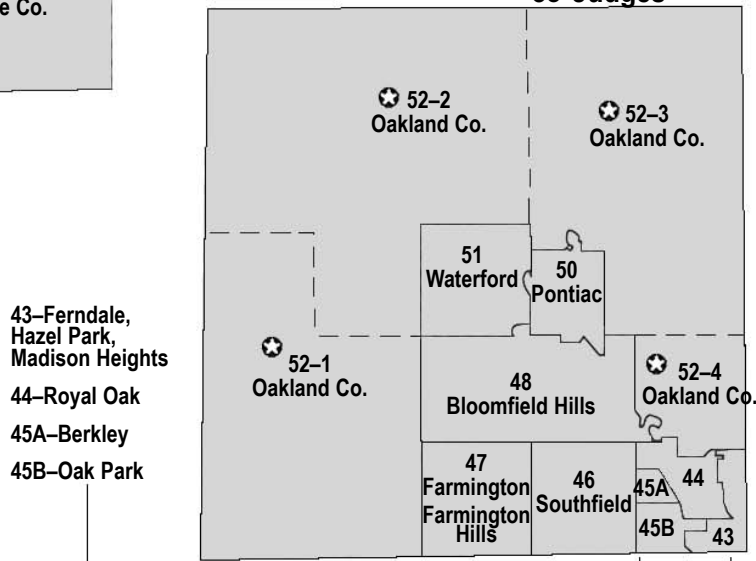 e Co.
52–2
Oakland Co.
52–3
Oakland Co.
51
Waterford
50
Pontiac
52–1
Oakland Co.
48
Bloomfield Hills
52–4
Oakland Co.
47
Farmington
Farmington
Hills
46
Southfield
45A
44
45B
43
43–Ferndale,
Hazel Park,
Madison Heights
44–Royal Oak
45A–Berkley
45B–Oak Park